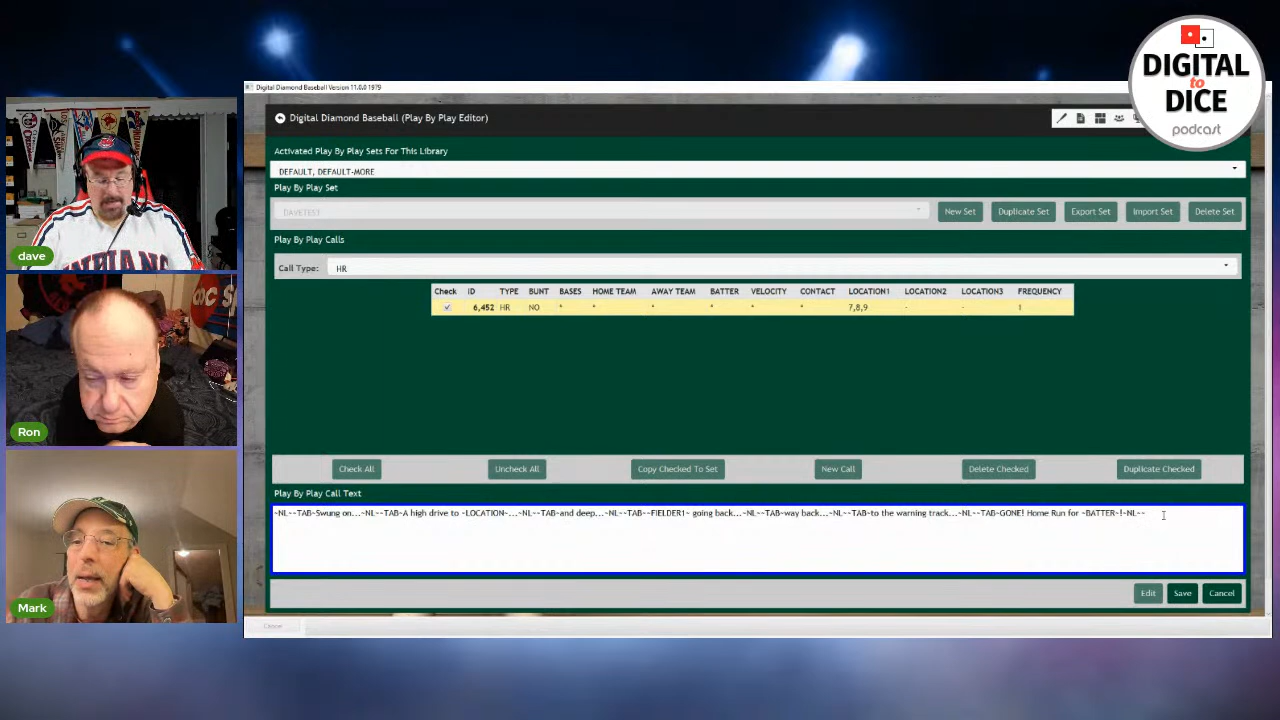 DIGITAL
to
DICE
podcast
Digital Diamond Baseball Version 11.0.0 1979
Digital Diamond Baseball (Play By Play Editor)
Activated Play By Play Sets For This Library
DEFAULT, DEFAULT-MORE
Play By Play Set
DAVETEST
New Set
Duplicate Set
Export Set
Import Set
Delete Set
Play By Play Calls
Call Type:
HR
Check ID TYPE BUNT BASES HOME TEAM AWAY TEAM BATTER VELOCITY CONTACT LOCATION1 LOCATION2 LOCATION3 FREQUENCY
6,452 HR NO * * * * * * 7,8,9 - - 1
Check All
Uncheck All
Copy Checked To Set
New Call
Delete Checked
Duplicate Checked
Play By Play Call Text
~NL~~TAB~Swung on...~NL~~TAB~A high drive to ~LOCATION~...~NL~~TAB~and deep...~NL~~TAB~~FIELDER1~ going back...~NL~~TAB~way back...~NL~~TAB~to the warning track...~NL~~TAB~GONE! Home Run for ~BATTER~!~NL~~
Edit
Save
Cancel
dave
INDIANS
Ron
Mark